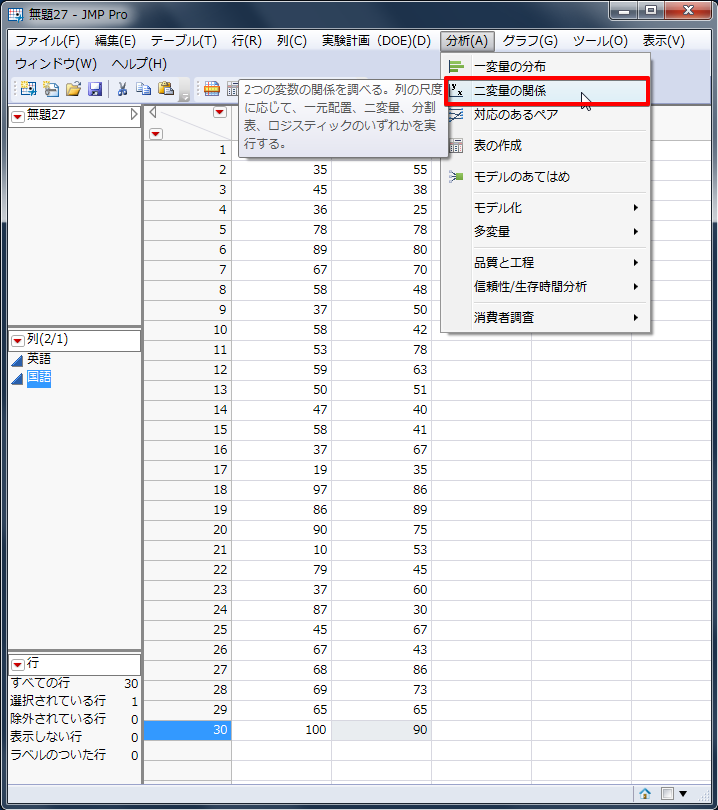 無題27 - JMP Pro
ファイル(F) 編集(E) テーブル(T) 行(R) 列(C) 実験計画（DOE)(D) 分析(A) グラフ(G) ツール(O) 表示(V)
ウィンドウ(W) ヘルプ(H)
一変量の分布
二変量の関係
対応のあるペア
表の作成
モデルのあてはめ
モデル化
多変量
品質と工程
信頼性/生存時間分析
消費者調査
2つの変数の関係を調べる。列の尺度
に応じて、一元配置、二変量、分割
表、ロジスティックのいずれかを実
行する。
無題27
列(2/1)
英語
国語
行
すべての行 30
選択されている行 1
除外されている行 0
表示しない行 0
ラベルのついた行 0
1
2 35 55
3 45 38
4 36 25
5 78 78
6 89 80
7 67 70
8 58 48
9 37 50
10 58 42
11 53 78
12 59 63
13 50 51
14 47 40
15 58 41
16 37 67
17 19 35
18 97 86
19 86 89
20 90 75
21 10 53
22 79 45
23 37 60
24 87 30
25 45 67
26 67 43
27 68 86
28 69 73
29 65 65
30 100 90